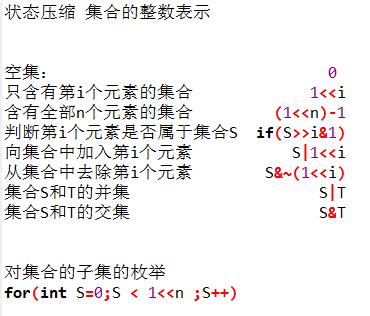 状态压缩 集合的整数表示
空集: 0
只含有第i个元素的集合 1<<i
含有全部n个元素的集合 (1<<n)-1
判断第i个元素是否属于集合S if(S>>i&1)
向集合中加入第i个元素 S|1<<i
从集合中去除第i个元素 S&~(1<<i)
集合S和T的并集 S|T
集合S和T的交集 S&T
对集合的子集的枚举
for(int S=0;S < 1<<n ;S++)